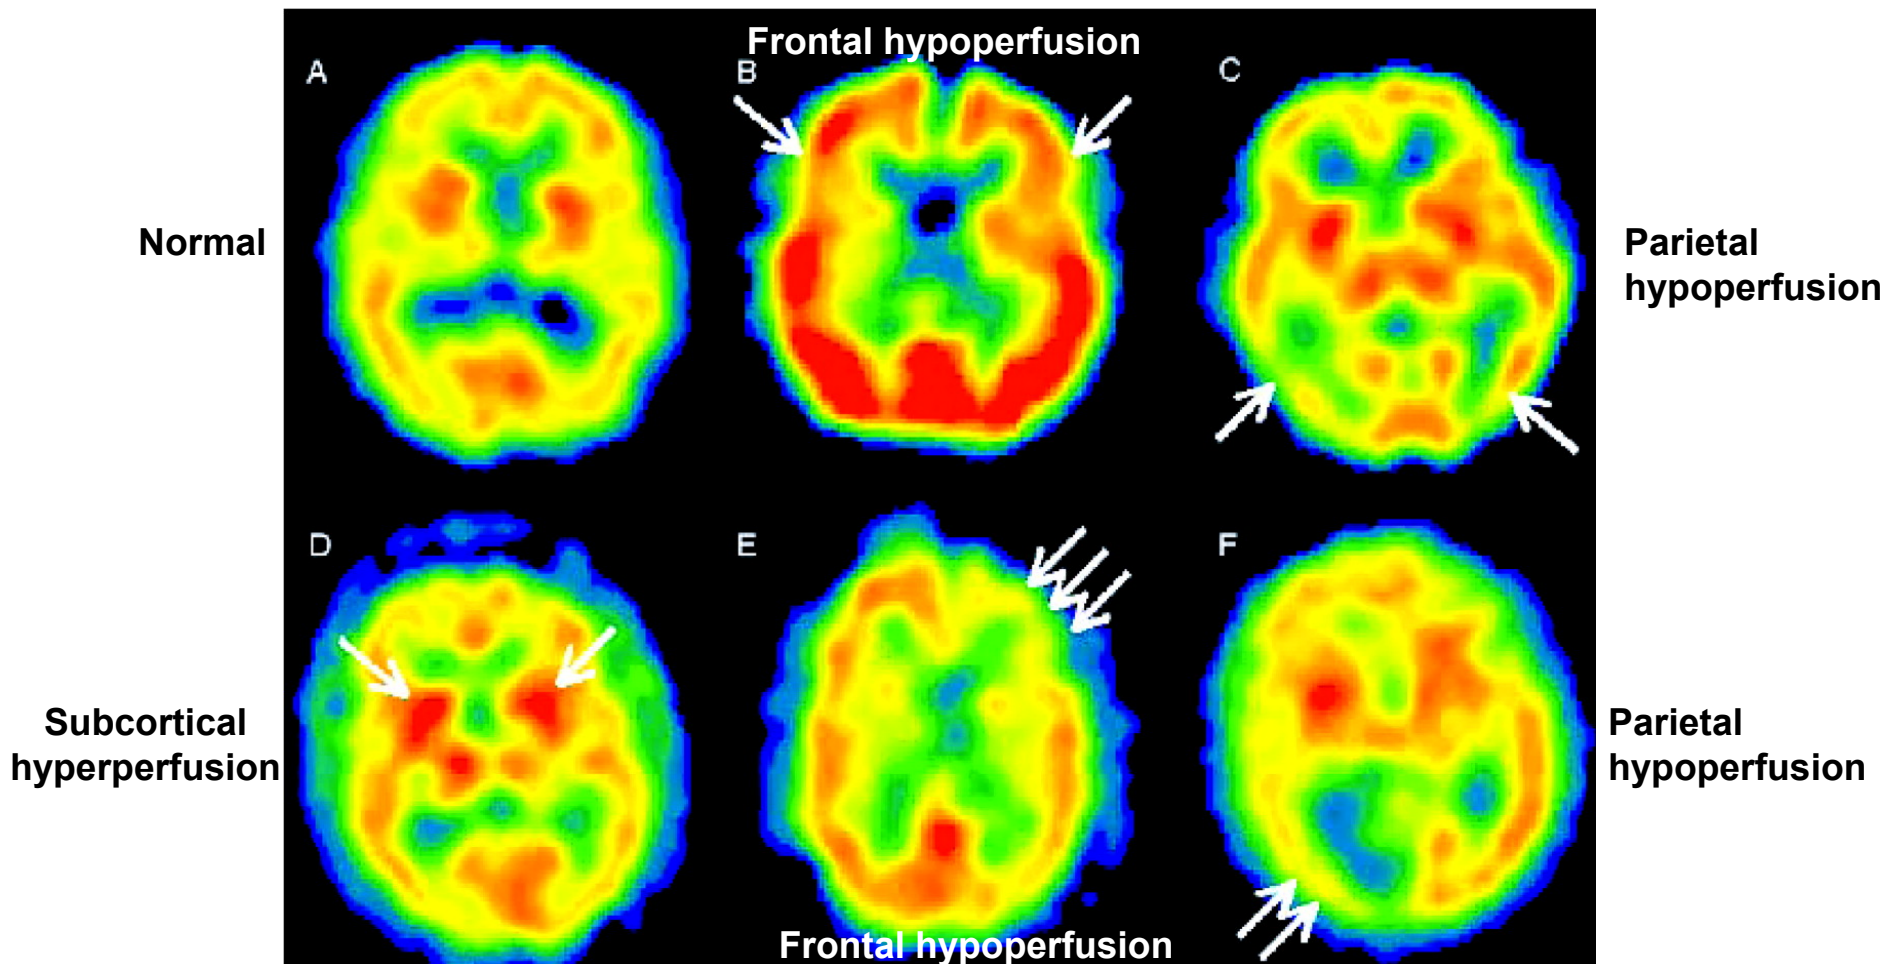 Frontal hypoperfusion
A
B
C
Normal
Parietal
hypoperfusion
D
E
F
Subcortical
hyperperfusion
Parietal
hypoperfusion
Frontal hypoperfusion